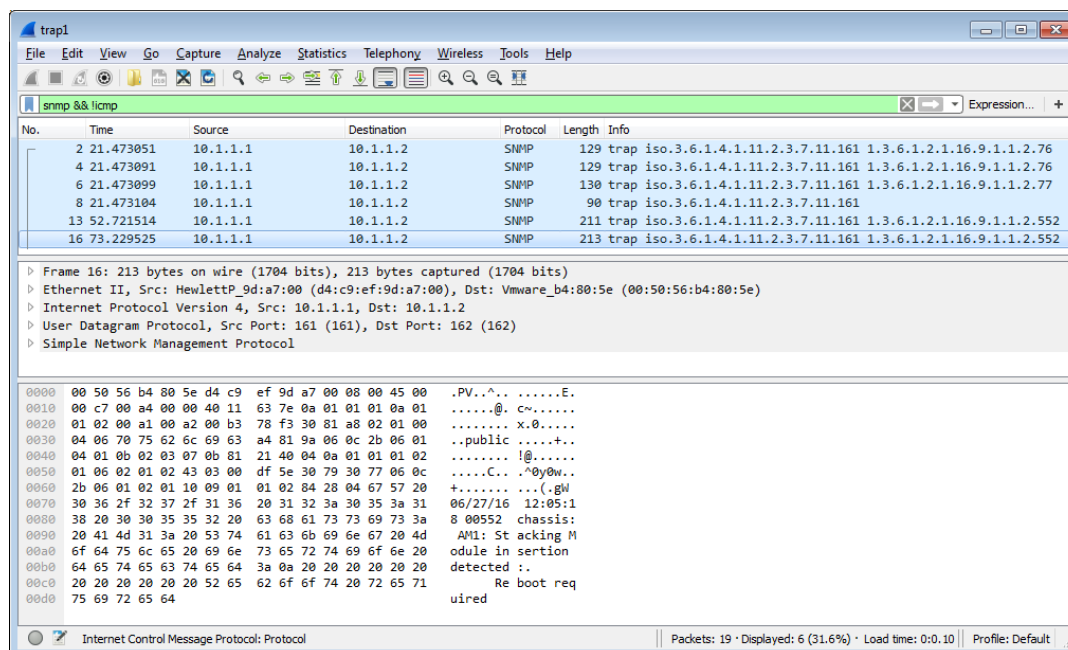 trap1
File Edit View Go Capture Analyze Statistics Telephony Wireless Tools Help
snmp && !icmp Expression... +
No. Time Source Destination Protocol Length Info
2 21.473051 10.1.1.1 10.1.1.2 SNMP 129 trap iso.3.6.1.4.1.11.2.3.7.11.161 1.3.6.1.2.1.16.9.1.1.2.76
4 21.473091 10.1.1.1 10.1.1.2 SNMP 129 trap iso.3.6.1.4.1.11.2.3.7.11.161 1.3.6.1.2.1.16.9.1.1.2.76
6 21.473099 10.1.1.1 10.1.1.2 SNMP 130 trap iso.3.6.1.4.1.11.2.3.7.11.161 1.3.6.1.2.1.16.9.1.1.2.77
8 21.473104 10.1.1.1 10.1.1.2 SNMP 90 trap iso.3.6.1.4.1.11.2.3.7.11.161
13 52.721514 10.1.1.1 10.1.1.2 SNMP 211 trap iso.3.6.1.4.1.11.2.3.7.11.161 1.3.6.1.2.1.16.9.1.1.2.552
16 73.229525 10.1.1.1 10.1.1.2 SNMP 213 trap iso.3.6.1.4.1.11.2.3.7.11.161 1.3.6.1.2.1.16.9.1.1.2.552
Frame 16: 213 bytes on wire (1704 bits), 213 bytes captured (1704 bits)
Ethernet II, Src: HewlettP_9d:a7:00 (d4:c9:ef:9d:a7:00), Dst: Vmware_b4:80:5e (00:50:56:b4:80:5e)
Internet Protocol Version 4, Src: 10.1.1.1, Dst: 10.1.1.2
User Datagram Protocol, Src Port: 161 (161), Dst Port: 162 (162)
Simple Network Management Protocol
0000 00 50 56 b4 80 5e d4 c9 ef 9d a7 00 08 00 45 00 .PV..^.. ......E.
0010 00 c7 00 a4 00 00 40 11 63 7e 0a 01 01 01 0a 01 ......@. c~......
0020 01 02 00 a1 00 a2 00 b3 78 f3 30 81 a8 02 01 00 ........ x.0.....
0030 04 06 70 75 62 6c 69 63 a4 81 9a 06 0c 2b 06 01 ..public .....+..
0040 04 01 0b 02 03 07 0b 81 21 40 04 0a 01 01 01 02 ........ !@......
0050 01 06 02 01 02 43 03 00 df 5e 30 79 30 77 06 0c .....C.. .^0y0w..
0060 2b 06 01 02 01 10 09 01 01 02 84 28 04 67 57 20 +....... ...(.gW
0070 30 36 2f 32 37 2f 31 36 20 31 32 3a 30 35 3a 31 06/27/16 12:05:1
0080 38 20 30 30 35 35 32 20 63 68 61 73 73 69 73 3a 8 00552 chassis:
0090 20 41 4d 31 3a 20 53 74 61 63 6b 69 6e 67 20 4d AM1: St acking M
00a0 6f 64 75 6c 65 20 69 6e 73 65 72 74 69 6f 6e 20 odule in sertion
00b0 64 65 74 65 63 74 65 64 3a 0a 20 20 20 20 20 20 detected :.
00c0 20 20 20 20 20 20 52 65 62 6f 6f 74 20 72 65 71 Re boot req
00d0 75 69 72 65 64 uired
Internet Control Message Protocol: Protocol Packets: 19 · Displayed: 6 (31.6%) · Load time: 0:0.10 Profile: Default